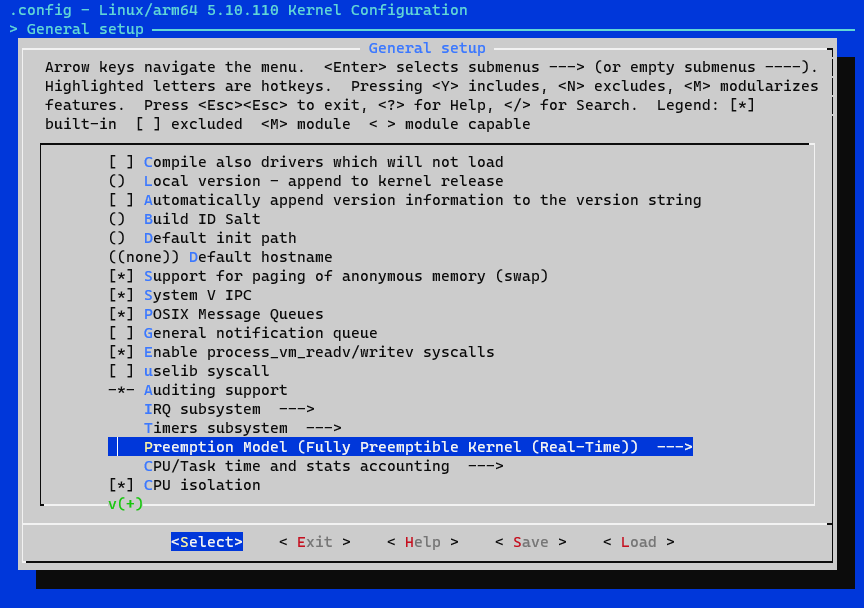 .config - Linux/arm64 5.10.110 Kernel Configuration
> General setup
General setup
Arrow keys navigate the menu.  <Enter> selects submenus ---> (or empty submenus ----).
Highlighted letters are hotkeys.  Pressing <Y> includes, <N> excludes, <M> modularizes
features.  Press <Esc><Esc> to exit, <?> for Help, </> for Search.  Legend: [*]
built-in  [ ] excluded  <M> module  < > module capable
[ ] Compile also drivers which will not load
()  Local version - append to kernel release
[ ] Automatically append version information to the version string
()  Build ID Salt
()  Default init path
((none)) Default hostname
[*] Support for paging of anonymous memory (swap)
[*] System V IPC
[*] POSIX Message Queues
[ ] General notification queue
[*] Enable process_vm_readv/writev syscalls
[ ] uselib syscall
-*- Auditing support
IRQ subsystem  --->
Timers subsystem  --->
Preemption Model (Fully Preemptible Kernel (Real-Time))  --->
CPU/Task time and stats accounting  --->
[*] CPU isolation
v(+)
<Select>    < Exit >    < Help >    < Save >    < Load >